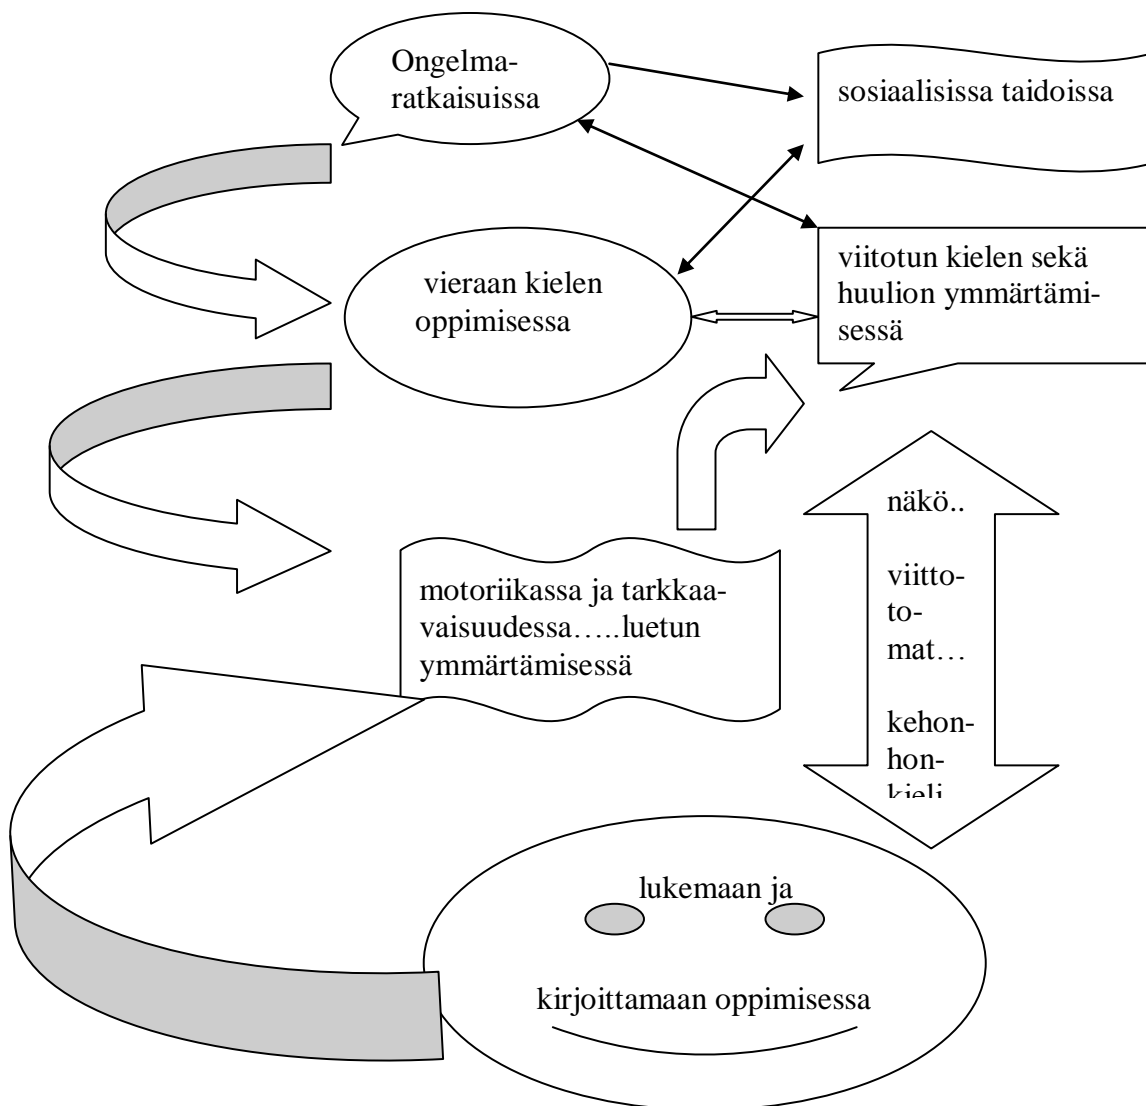 Ongelma-
ratkaisuissa
sosiaalisissa taidoissa
vieraan kielen
oppimisessa
viitotun kielen sekä
huulion ymmärtämi-
sessä
motoriikassa ja tarkkaa-
vaisuudessa…..luetun
ymmärtämisessä
näkö..
viitto-
to-
mat…
kehon-
hon-
kieli
lukemaan ja
kirjoittamaan oppimisessa